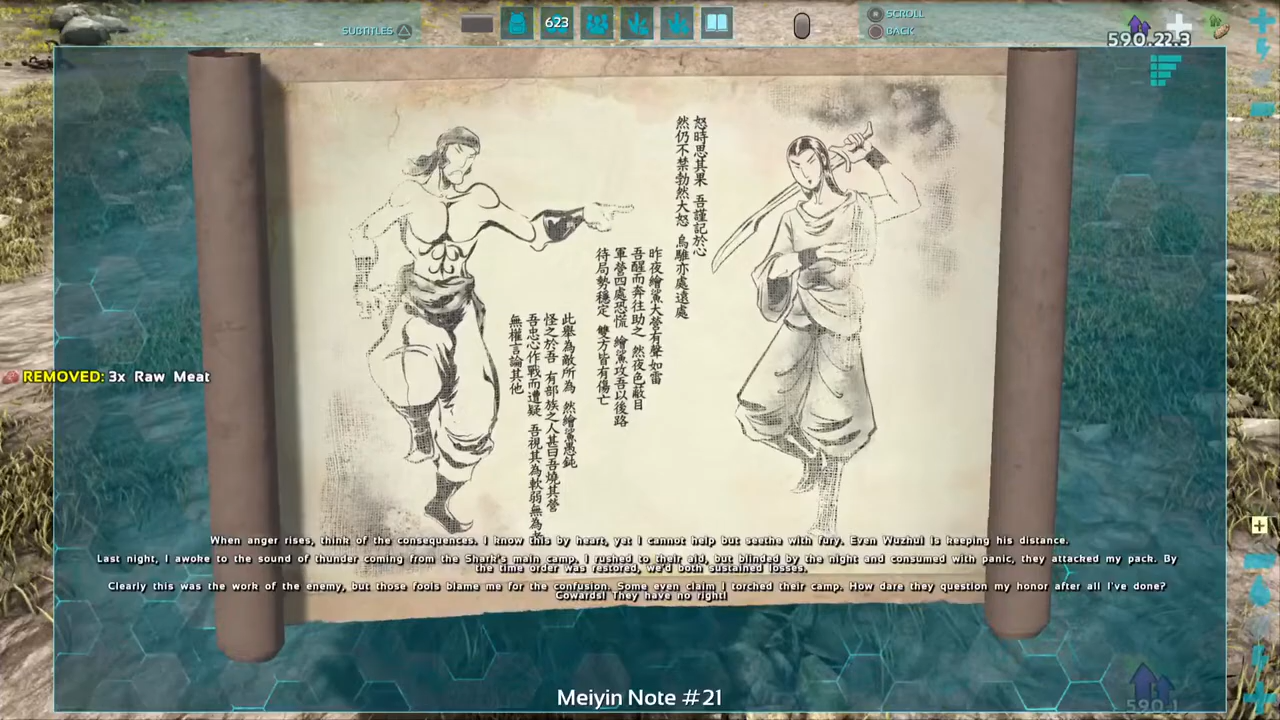 SUBTITLES
623
SCROLL
BACK
590.22.3
怒時思其果 吾謹記於心
然仍不禁勃然大怒 烏騅亦處遠處
昨夜繪鯊大營有聲如雷
吾醒而奔往助之 然夜色蔽目
軍營四處恐慌 繪鯊攻吾以後路
待局勢穩定 雙方皆有傷亡
此舉為敵所為 然繪鯊愚鈍
怪之於吾 有部族之人甚曰吾燒其營
吾忠心作戰而遭疑 吾視其為軟弱無為
無權言論其他
REMOVED: 3x Raw Meat
When anger rises, think of the consequences. I know this by heart, yet I cannot help but seethe with fury. Even Wuzhui is keeping his distance.
Last night, I awoke to the sound of thunder coming from the Shark's main camp. I rushed to their aid, but blinded by the night and consumed with panic, they attacked my pack. By
the time order was restored, we'd both sustained losses.
Clearly this was the work of the enemy, but those fools blame me for the confusion. Some even claim I torched their camp. How dare they question my honor after all I've done?
Cowards! They have no right!
Meiyin Note #21
590.1